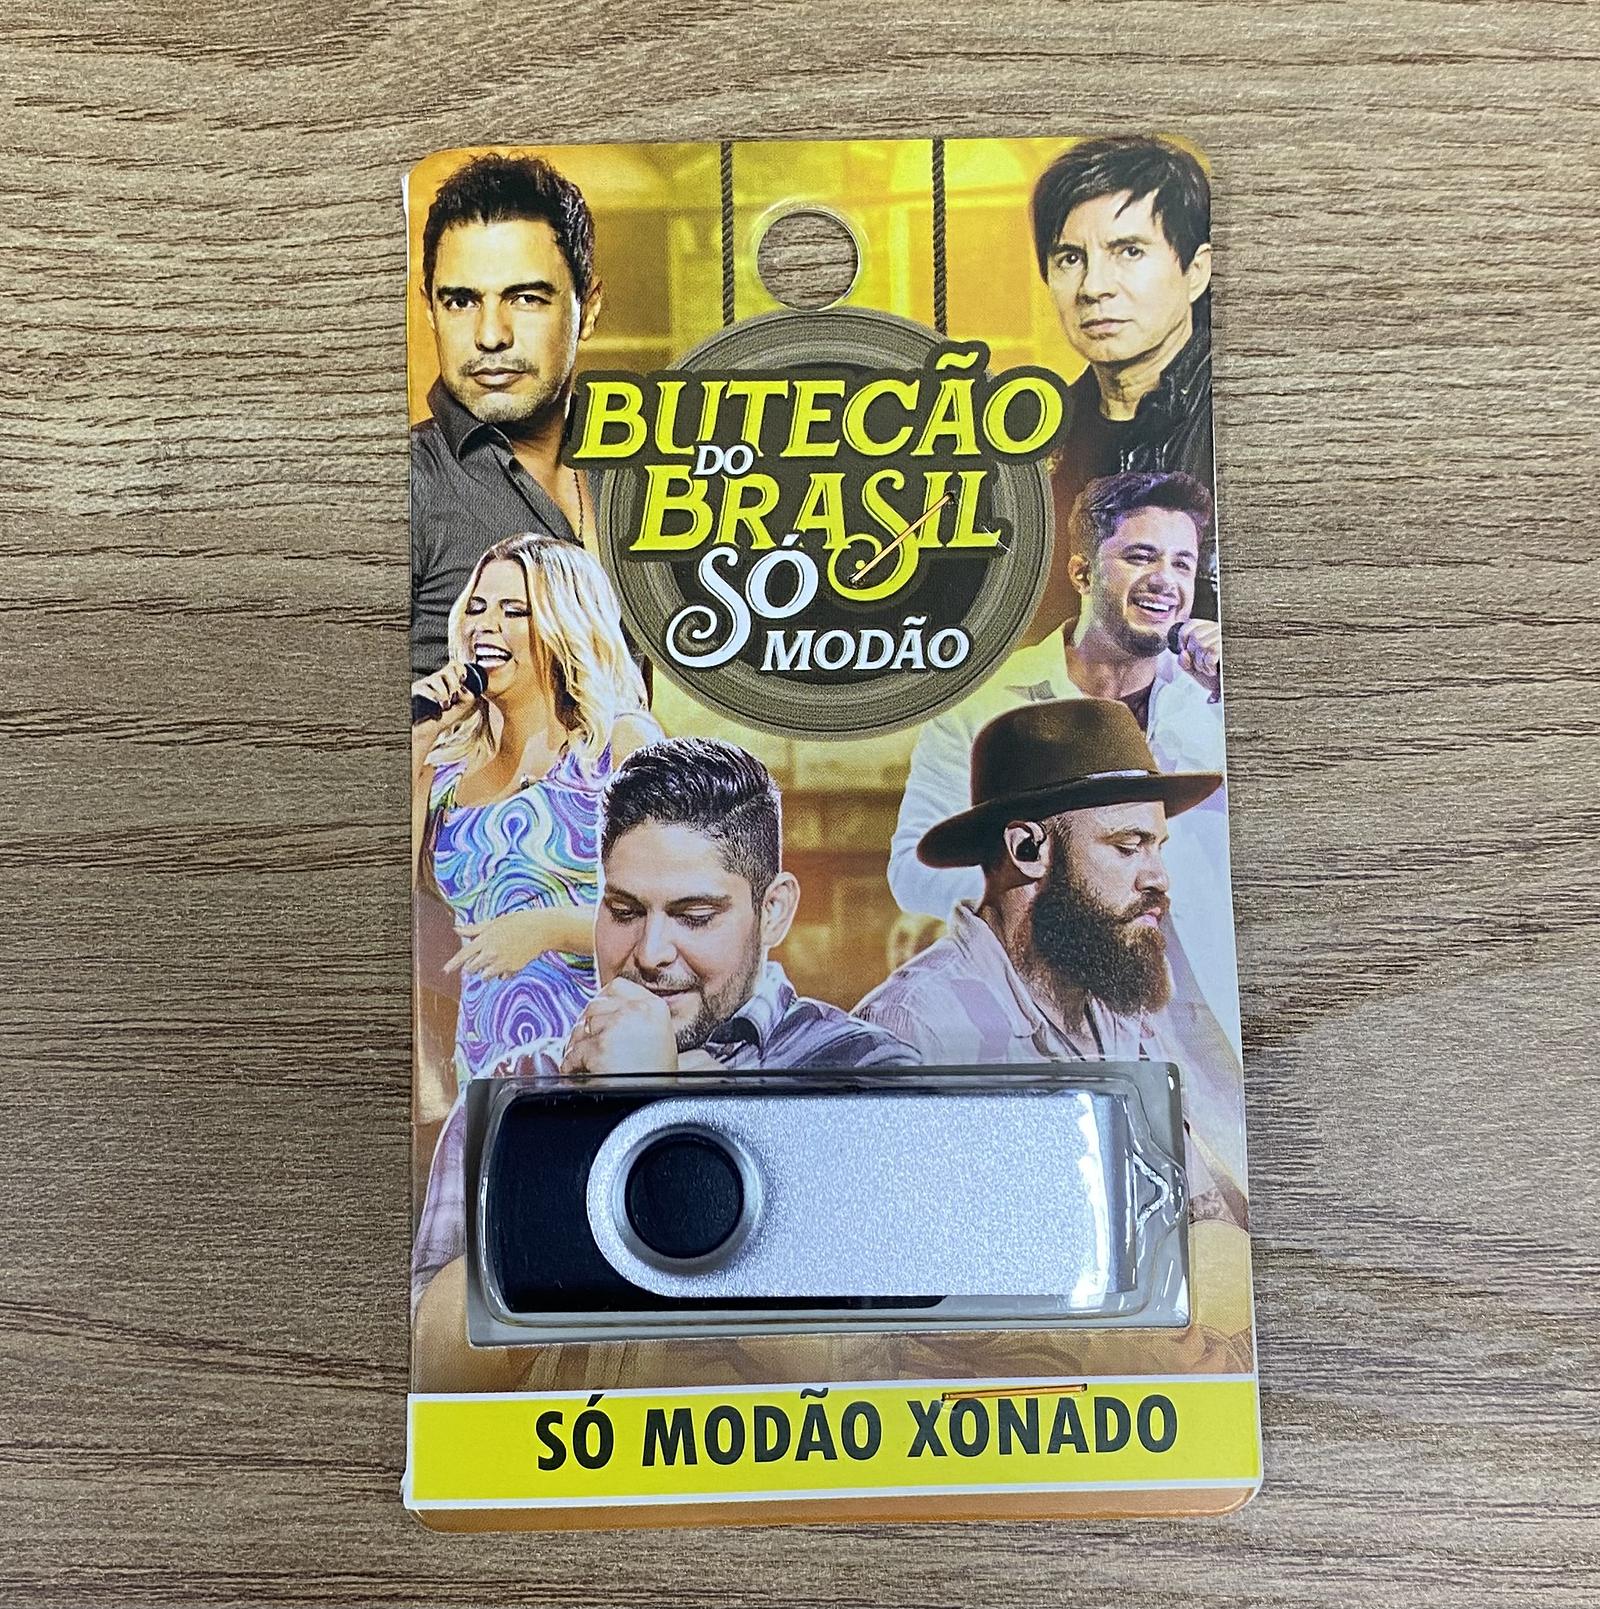 BUTECÃO
DO
BRASIL
SÓ
MODÃO
SÓ MODÃO XONADO